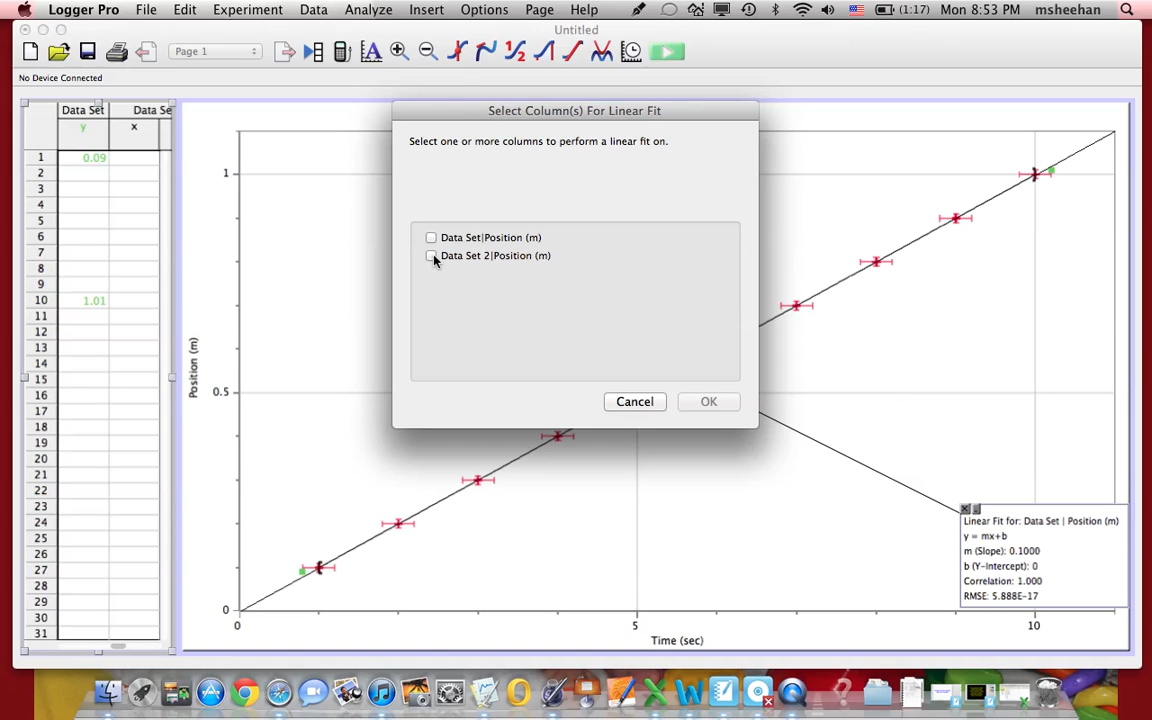 Logger Pro File Edit Experiment Data Analyze Insert Options Page Help (1:17) Mon 8:53 PM msheehan
Untitled
Page 1
No Device Connected
Data Set Data Se
y x
1 0.09
2
3
4
5
6
7
8
9
10 1.01
11
12
13
14
15
16
17
18
19
20
21
22
23
24
25
26
27
28
29
30
31
Select Column(s) For Linear Fit
Select one or more columns to perform a linear fit on.
Data Set|Position (m)
Data Set 2|Position (m)
Cancel OK
Position (m)
1
0.5
0
0 5 10
Time (sec)
Linear Fit for: Data Set | Position (m)
y = mx+b
m (Slope): 0.1000
b (Y-Intercept): 0
Correlation: 1.000
RMSE: 5.888E-17